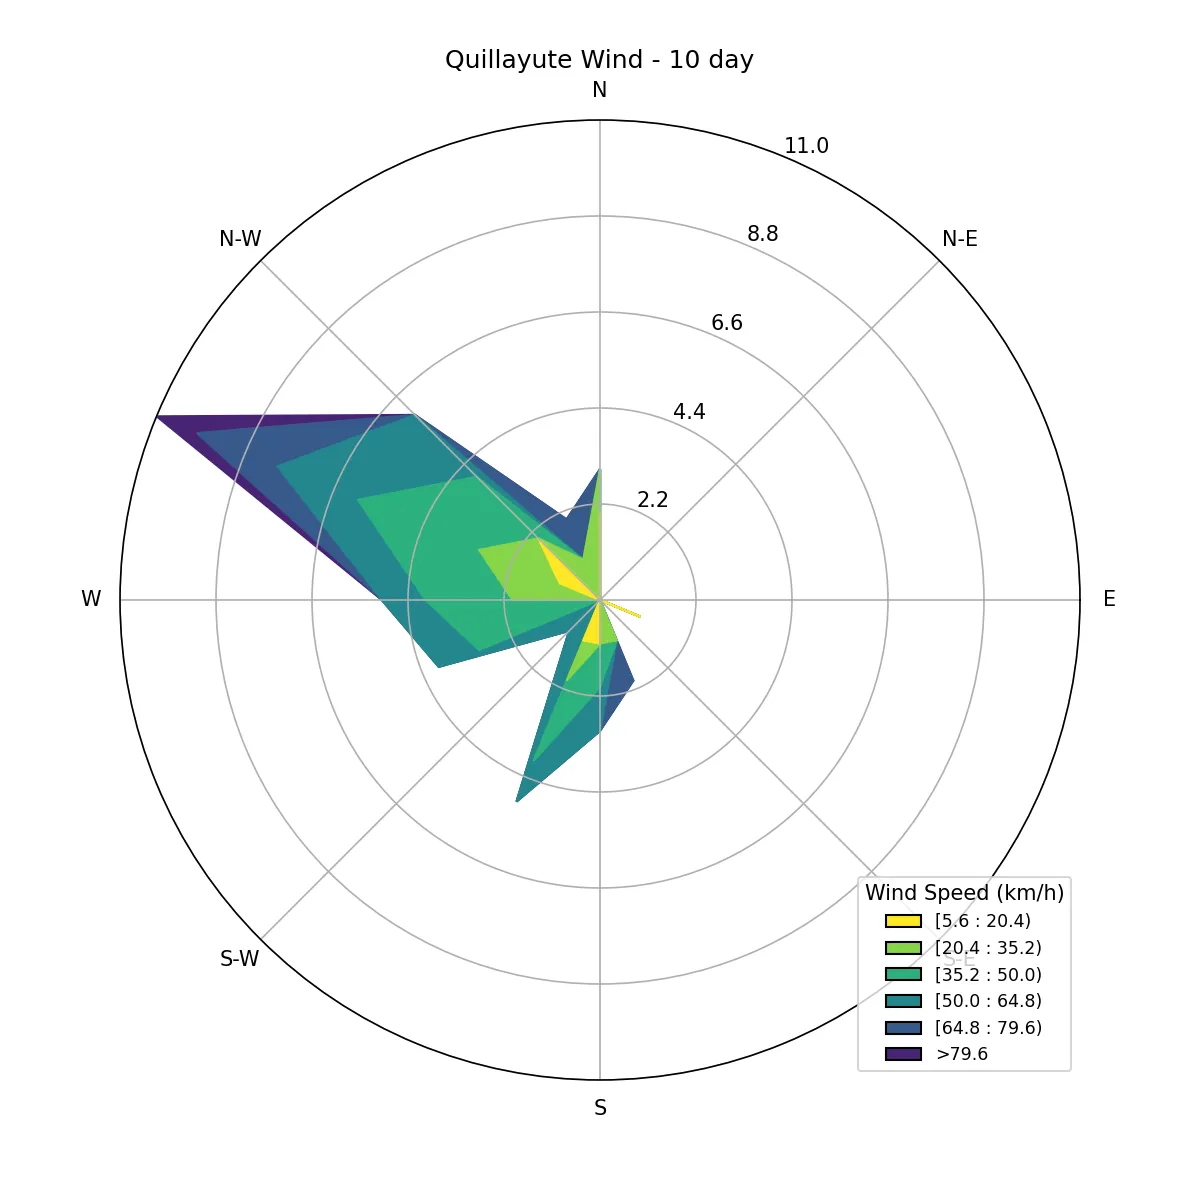 Quillayute Wind - 10 day
N
11.0
N-W
8.8
N-E
6.6
4.4
2.2
W
E
Wind Speed (km/h)
[5.6 : 20.4)
[20.4 : 35.2)
S-W
S-E
[35.2 : 50.0)
[50.0 : 64.8)
[64.8 : 79.6)
>79.6
S